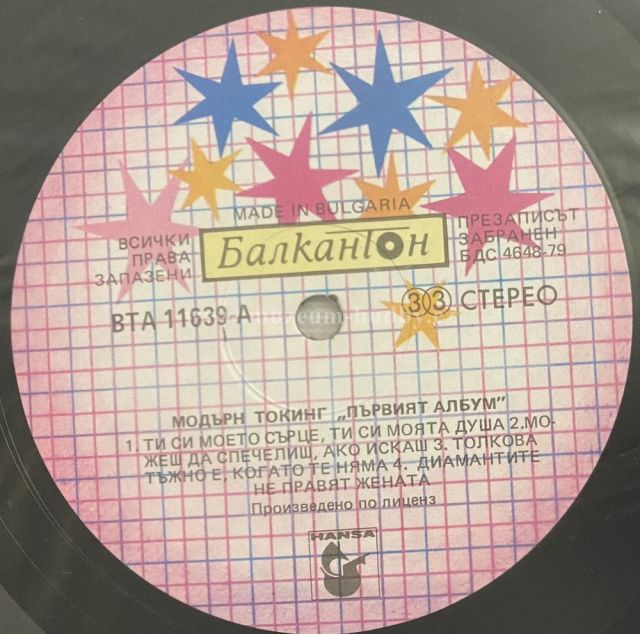 MADE IN BULGARIA
ВСИЧКИ
ПРАВА
ЗАПАЗЕНИ
Балкантон
ПРЕЗАПИСЪТ
ЗАБРАНЕН
БДС 4648-79
ВТА 11639 А
33 СТЕРЕО
МОДЪРН ТОКИНГ „ПЪРВИЯТ АЛБУМ"
1. ТИ СИ МОЕТО СЪРЦЕ, ТИ СИ МОЯТА ДУША 2.МО-
ЖЕШ ДА СПЕЧЕЛИШ, АКО ИСКАШ 3. ТОЛКОВА
ТЪЖНО Е, КОГАТО ТЕ НЯМА 4. ДИАМАНТИТЕ
НЕ ПРАВЯТ ЖЕНАТА
Произведено по лиценз
HANSA